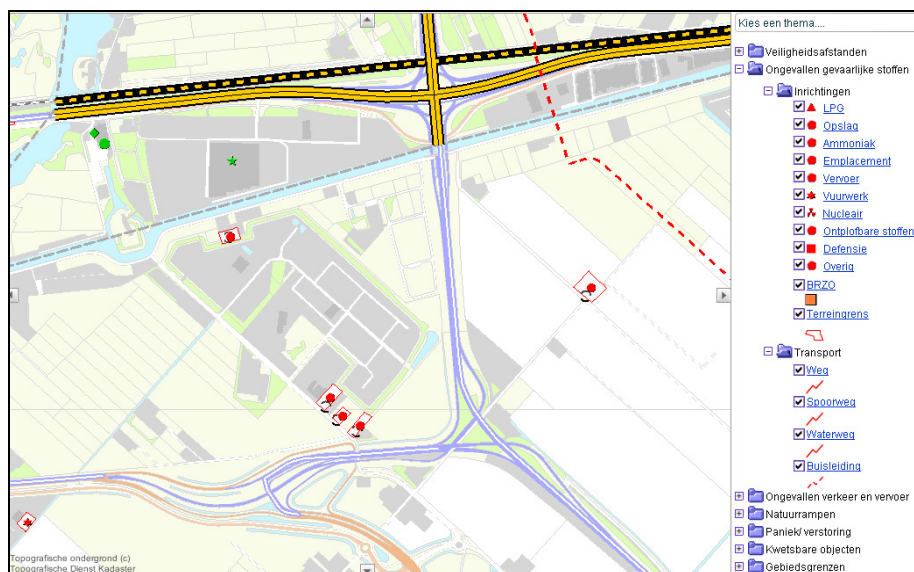 Kies een thema....
Veiligheidsafstanden
Ongevallen gevaarlijke stoffen
Inrichtingen
LPG
Opslag
Ammoniak
Emplacement
Vervoer
Vuurwerk
Nucleair
Ontplofbare stoffen
Defensie
Overig
BRZO
Terreingrens
Transport
Weg
Spoorweg
Waterweg
Buisleiding
Ongevallen verkeer en vervoer
Natuurrampen
Paniek/ verstoring
Kwetsbare objecten
Gebiedsgrenzen
Topografische ondergrond (c)
Topografische Dienst Kadaster